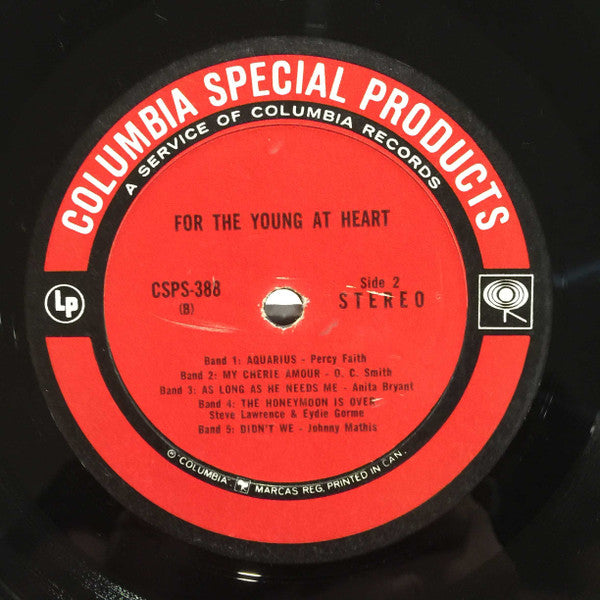 COLUMBIA SPECIAL PRODUCTS
A SERVICE OF COLUMBIA RECORDS
FOR THE YOUNG AT HEART
CSPS-388
(B)
Side 2
STEREO
LP
Band 1: AQUARIUS - Percy Faith
Band 2: MY CHERIE AMOUR - O. C. Smith
Band 3: AS LONG AS HE NEEDS ME - Anita Bryant
Band 4: THE HONEYMOON IS OVER
Steve Lawrence & Eydie Gorme
Band 5: DIDN'T WE - Johnny Mathis
® "COLUMBIA" MARCAS REG. PRINTED IN CAN.